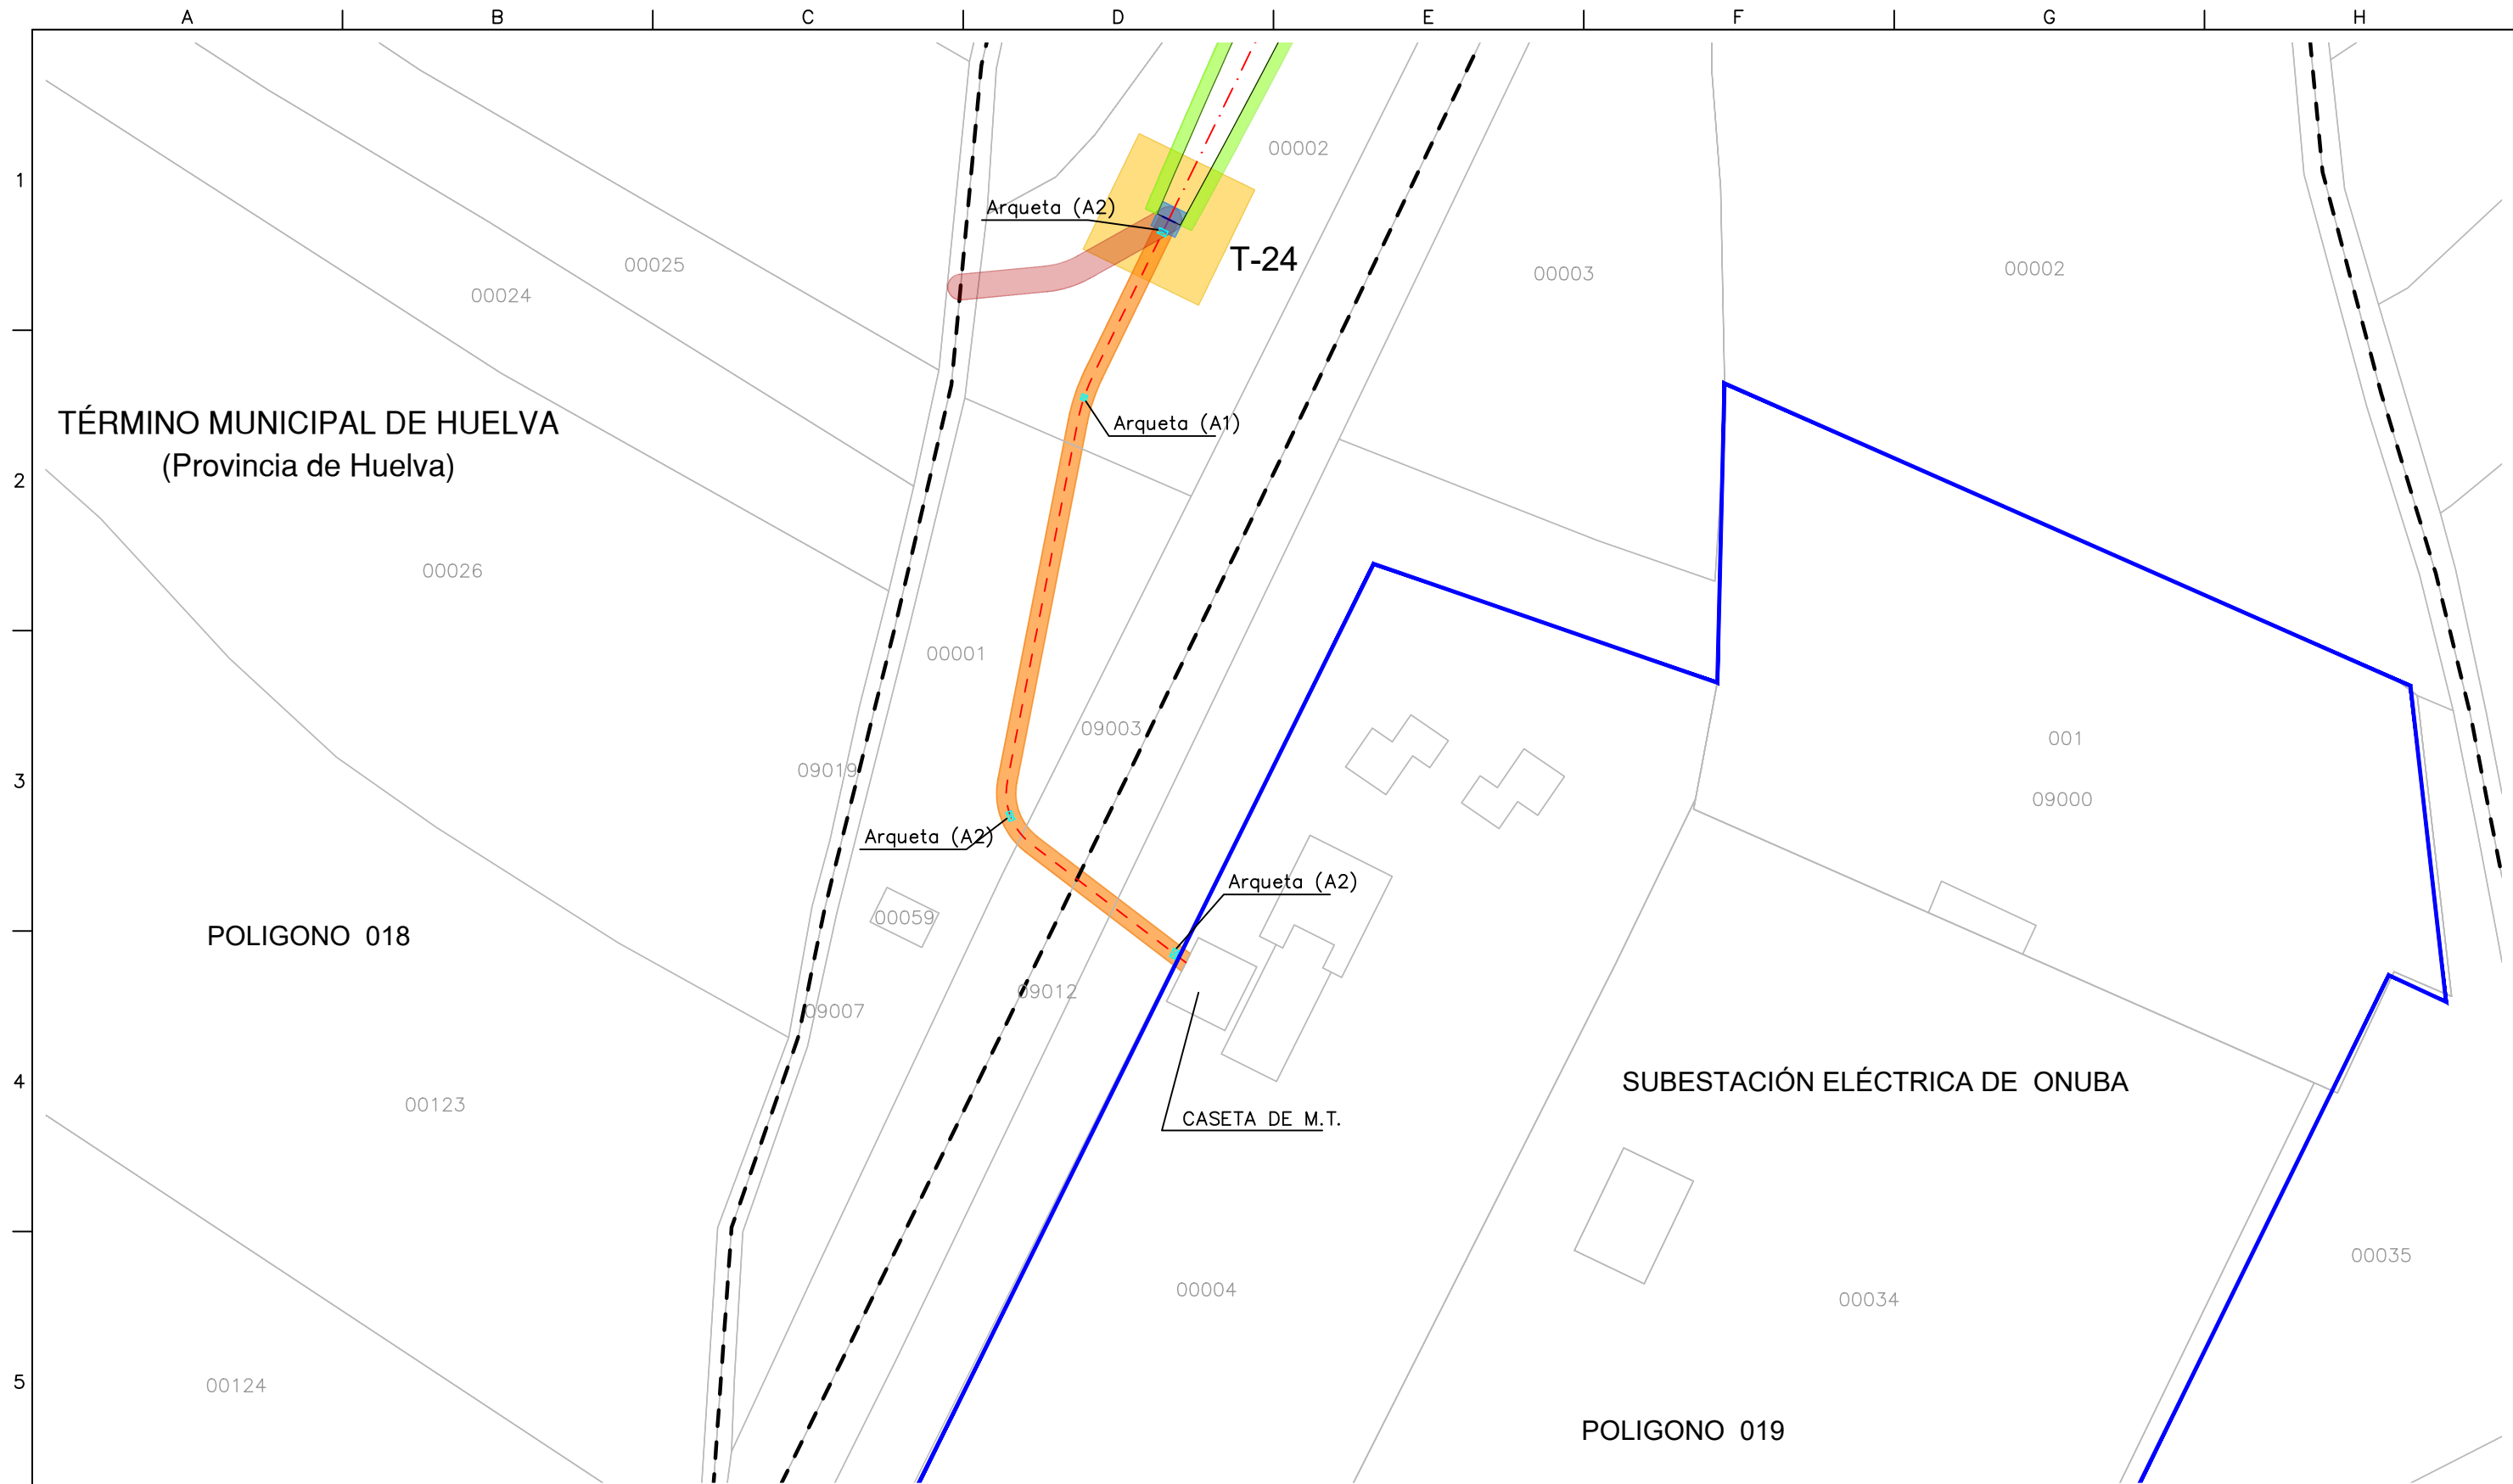 A B C D E F G H
1
00002
Arqueta (A2)
T-24
00025
00003
00002
00024
TÉRMINO MUNICIPAL DE HUELVA
(Provincia de Huelva)
Arqueta (A1)
2
00026
00001
09003
001
09019
3
09000
Arqueta (A2)
Arqueta (A2)
00059
POLIGONO 018
09012
09007
SUBESTACIÓN ELÉCTRICA DE ONUBA
4
00123
CASETA DE M.T.
00035
00004
00034
5
00124
POLIGONO 019